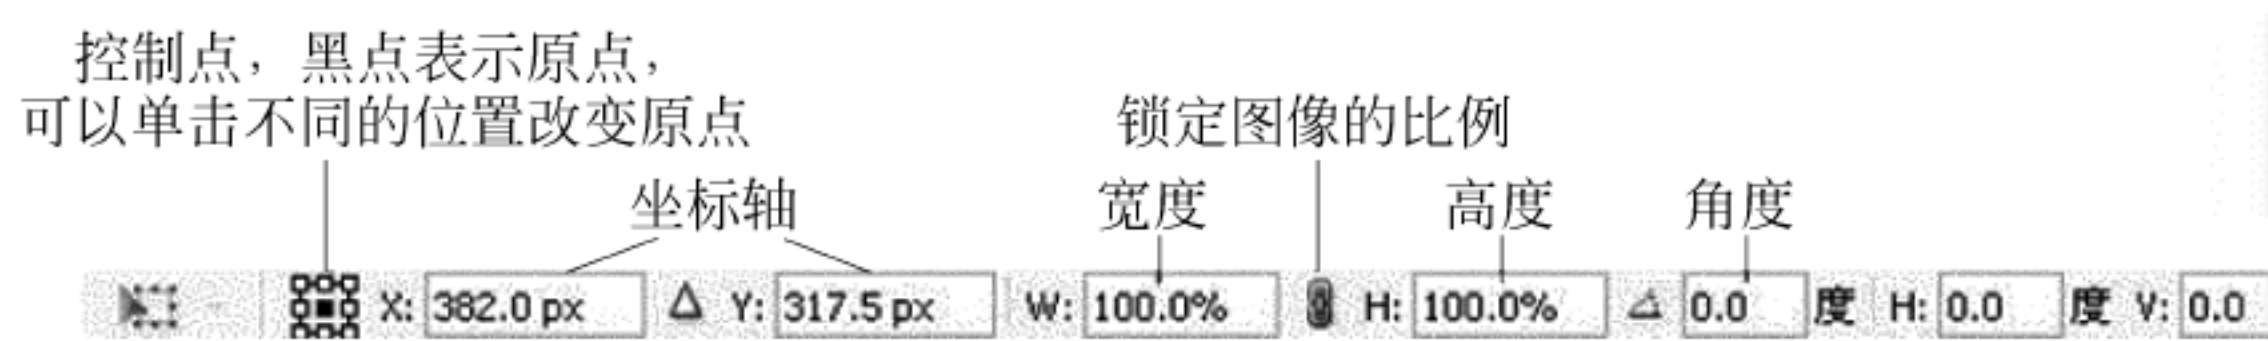 控制点，黑点表示原点，
可以单击不同的位置改变原点
锁定图像的比例
坐标轴
宽度
高度
角度
X: 382.0 px △ Y: 317.5 px W: 100.0% H: 100.0% 0.0 度 H: 0.0 度 V: 0.0